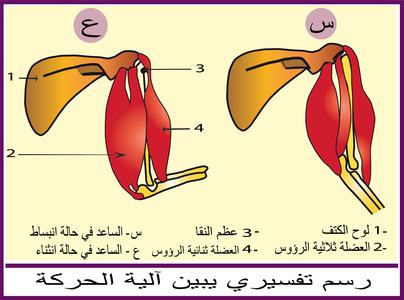 ع
س
1
2
3
4
1- لوح الكتف
2- العضلة ثلاثية الرؤوس
3- عظم النقا
4- العضلة ثنائية الرؤوس
س- الساعد في حالة انبساط
ع - الساعد في حالة انثناء
رسم تفسيري يبين آلية الحركة